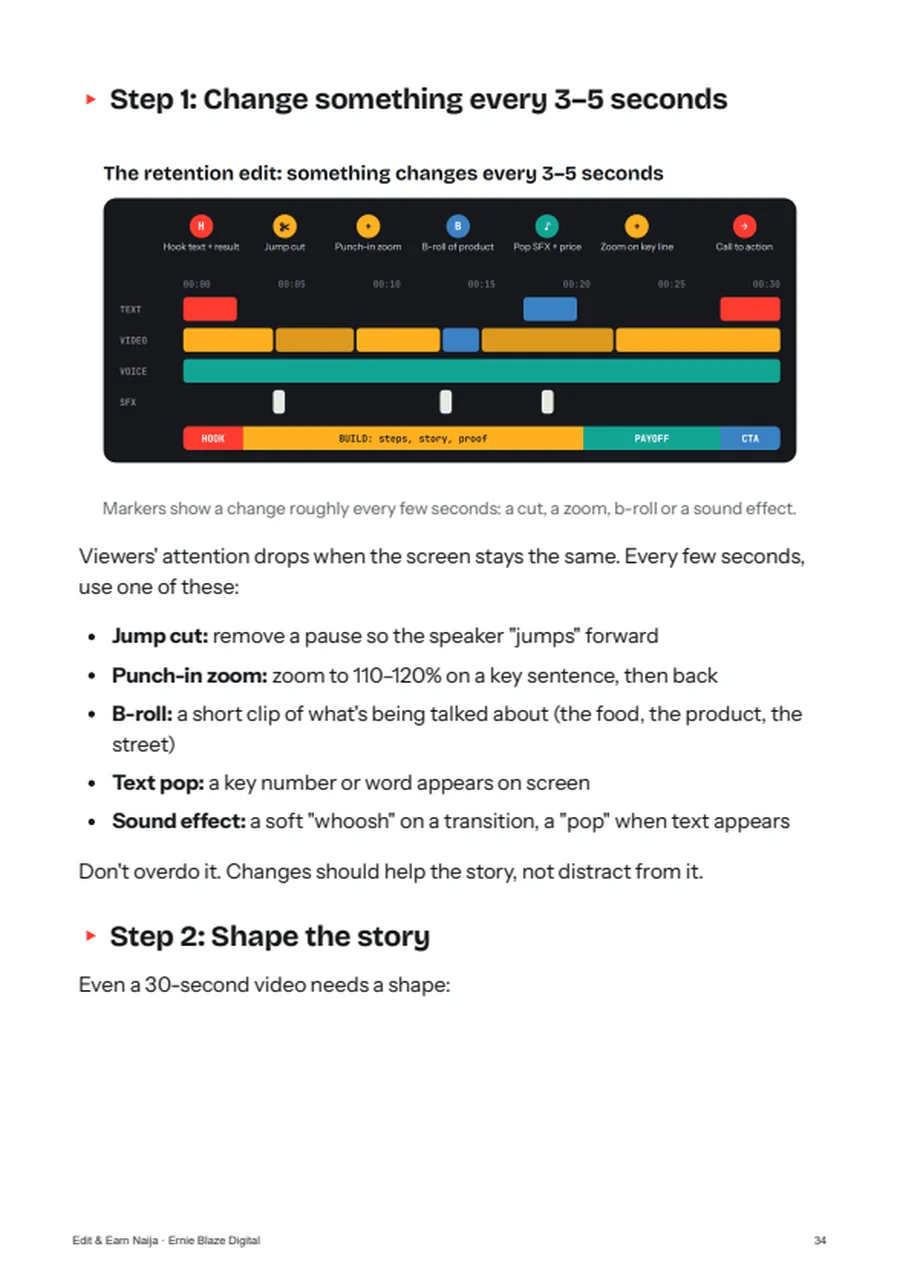 Step 1: Change something every 3–5 seconds
The retention edit: something changes every 3–5 seconds
H
B
Hook text + result
Jump cut
Punch-in zoom
B-roll of product
Pop SFX + price
Zoom on key line
Call to action
00:00
00:05
00:10
00:15
00:20
00:25
00:30
TEXT
VIDEO
VOICE
SFX
HOOK
BUILD: steps, story, proof
PAYOFF
CTA
Markers show a change roughly every few seconds: a cut, a zoom, b-roll or a sound effect.
Viewers' attention drops when the screen stays the same. Every few seconds,
use one of these:
• Jump cut: remove a pause so the speaker "jumps" forward
• Punch-in zoom: zoom to 110–120% on a key sentence, then back
• B-roll: a short clip of what's being talked about (the food, the product, the
street)
• Text pop: a key number or word appears on screen
• Sound effect: a soft "whoosh" on a transition, a "pop" when text appears
Don't overdo it. Changes should help the story, not distract from it.
Step 2: Shape the story
Even a 30-second video needs a shape:
Edit & Earn Naija · Ernie Blaze Digital
34